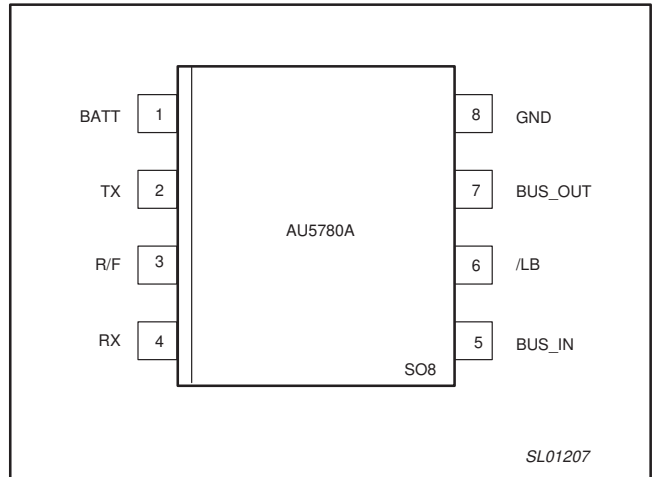 BATT 1 8 GND
TX 2 7 BUS_OUT
AU5780A
R/F 3 6 /LB
RX 4 5 BUS_IN
SO8
SL01207